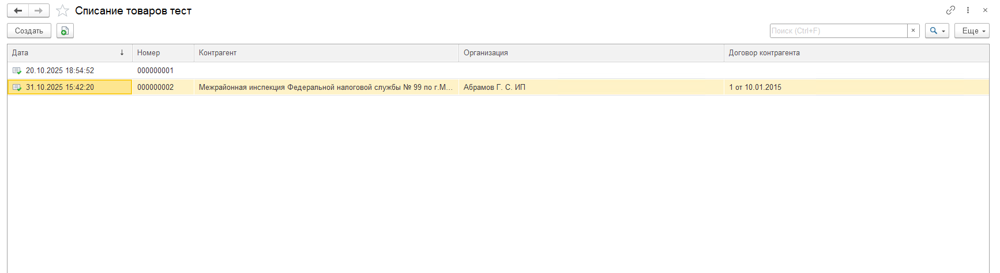 Списание товаров тест
Создать
Поиск (Ctrl+F)
Еще
Дата Номер Контрагент Организация Договор контрагента
20.10.2025 18:54:52 000000001
31.10.2025 15:42:20 000000002 Межрайонная инспекция Федеральной налоговой службы № 99 по г.М... Абрамов Г. С. ИП 1 от 10.01.2015